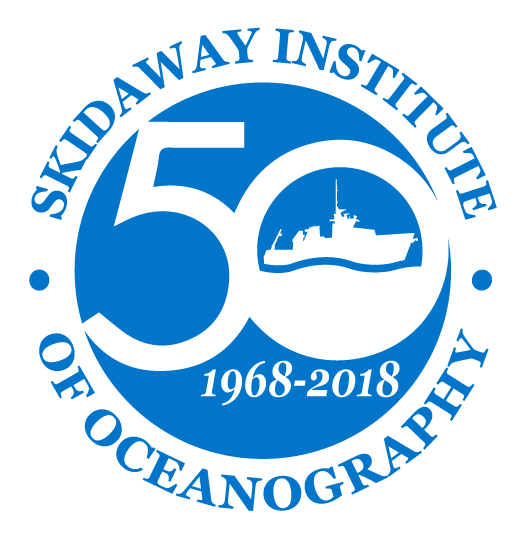 SKIDAWAY INSTITUTE
50
1968-2018
OF OCEANOGRAPHY